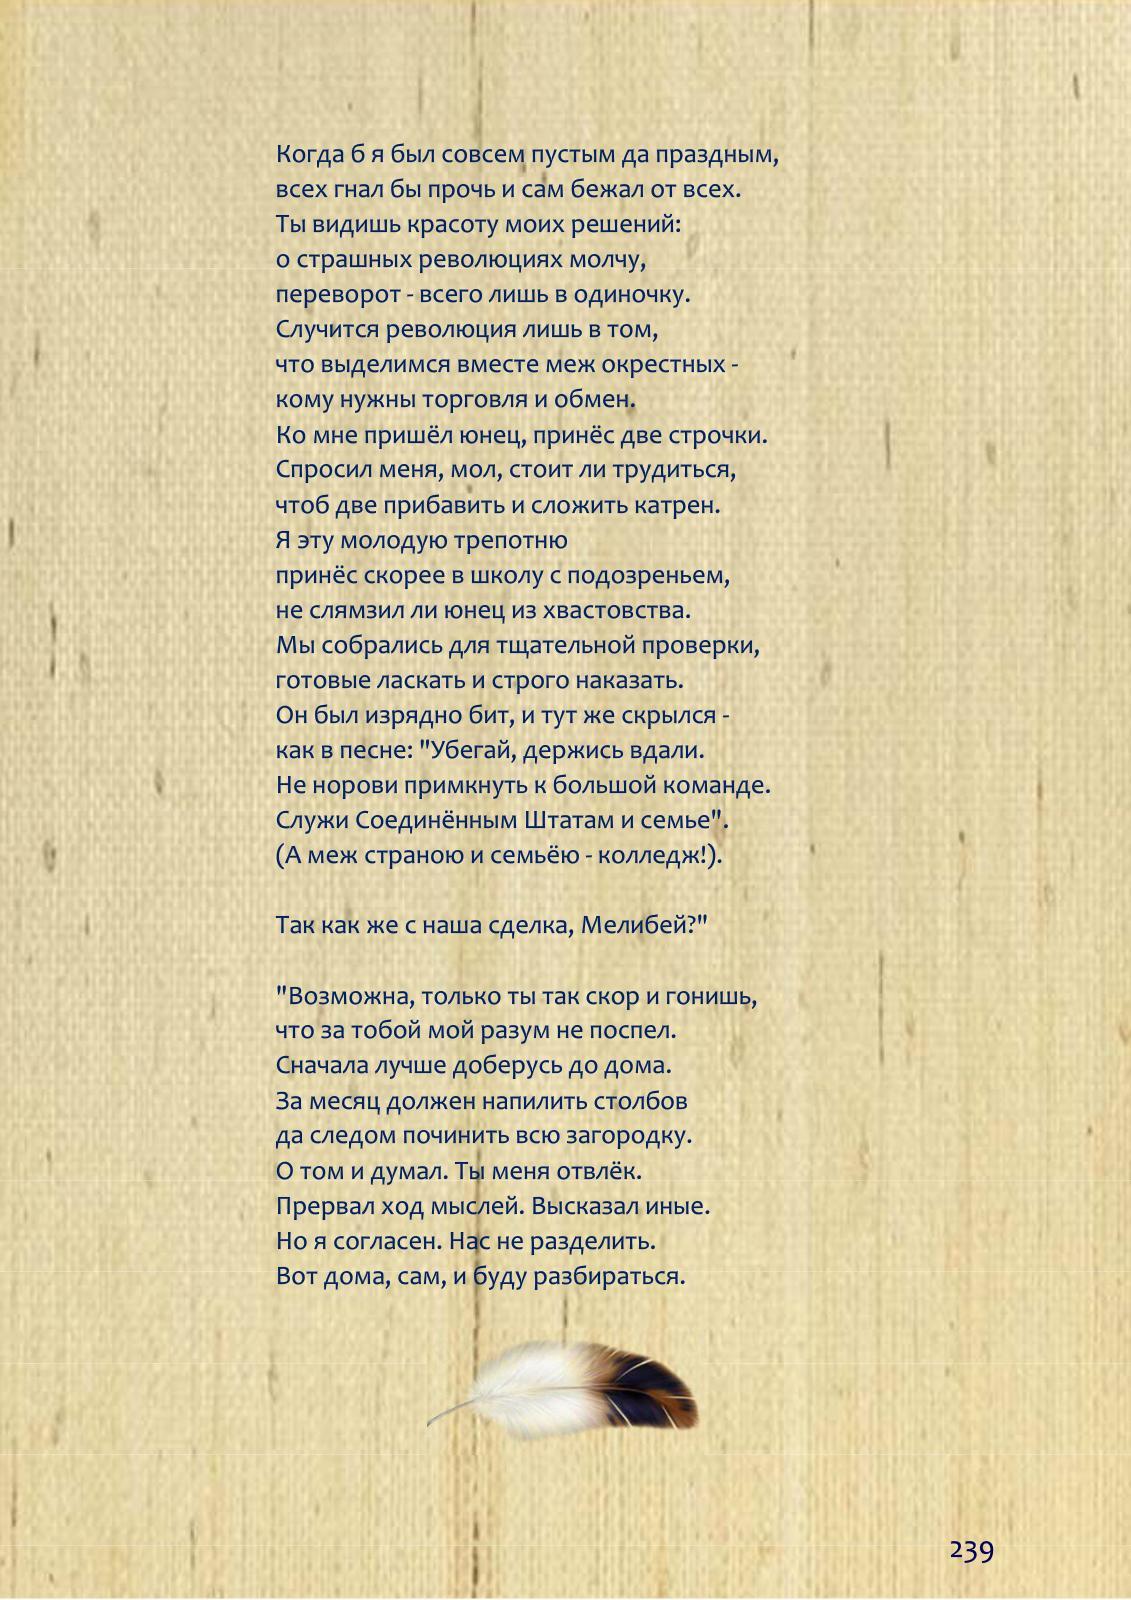 Когда б я был совсем пустым да праздным,
всех гнал бы прочь и сам бежал от всех.
Ты видишь красоту моих решений:
о страшных революциях молчу,
переворот - всего лишь в одиночку.
Случится революция лишь в том,
что выделимся вместе меж окрестных -
кому нужны торговля и обмен.
Ко мне пришёл юнец, принёс две строчки.
Спросил меня, мол, стоит ли трудиться,
чтоб две прибавить и сложить катрен.
Я эту молодую трепотню
принёс скорее в школу с подозреньем,
не слямзил ли юнец из хвастовства.
Мы собрались для тщательной проверки,
готовые ласкать и строго наказать.
Он был изрядно бит, и тут же скрылся -
как в песне: "Убегай, держись вдали.
Не норови примкнуть к большой команде.
Служи Соединённым Штатам и семье".
(А меж страною и семьёю - колледж!).
Так как же с наша сделка, Мелибей?"
"Возможна, только ты так скор и гонишь,
что за тобой мой разум не поспел.
Сначала лучше доберусь до дома.
За месяц должен напилить столбов
да следом починить всю загородку.
О том и думал. Ты меня отвлёк.
Прервал ход мыслей. Высказал иные.
Но я согласен. Нас не разделить.
Вот дома, сам, и буду разбираться.
239